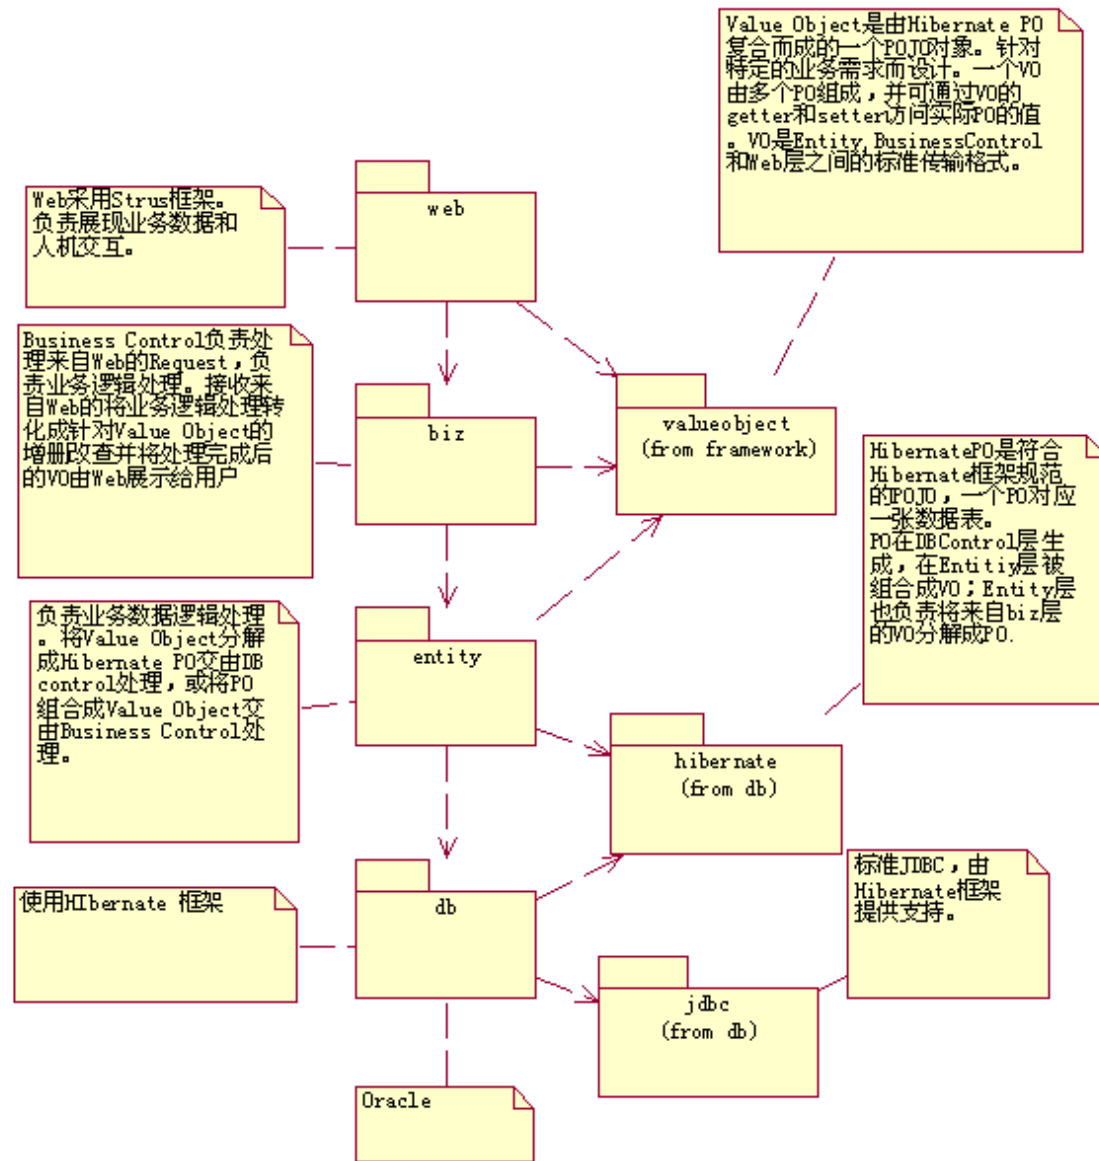 Value Object是由Hibernate PO
复合而成的一个POJO对象。针对
特定的业务需求而设计。一个VO
由多个PO组成，并可通过VO的
getter和setter访问实际PO的值
。VO是Entity,BusinessControl
和Web层之间的标准传输格式。
web
Web采用Strus框架。
负责展现业务数据和
人机交互。
Business Control负责处
理来自Web的Request，负
责业务逻辑处理。接收来
自Web的将业务逻辑处理转
化成针对Value Object的
增删改查并将处理完成后
的VO由Web展示给用户
biz
valueobject
(from framework)
HibernatePO是符合
Hibernate框架规范
的POJO，一个PO对应
一张数据表。
PO在DBControl层生
成，在Entitiy层被
组合成VO；Entity层
也负责将来自biz层
的VO分解成PO.
负责业务数据逻辑处理
。将Value Object分解
成Hibernate PO交由DB
control处理，或将PO
组合成Value Object交
由Business Control处
理。
entity
hibernate
(from db)
使用HIbernate 框架
db
标准JDBC，由
Hibernate框架
提供支持。
jdbc
(from db)
Oracle